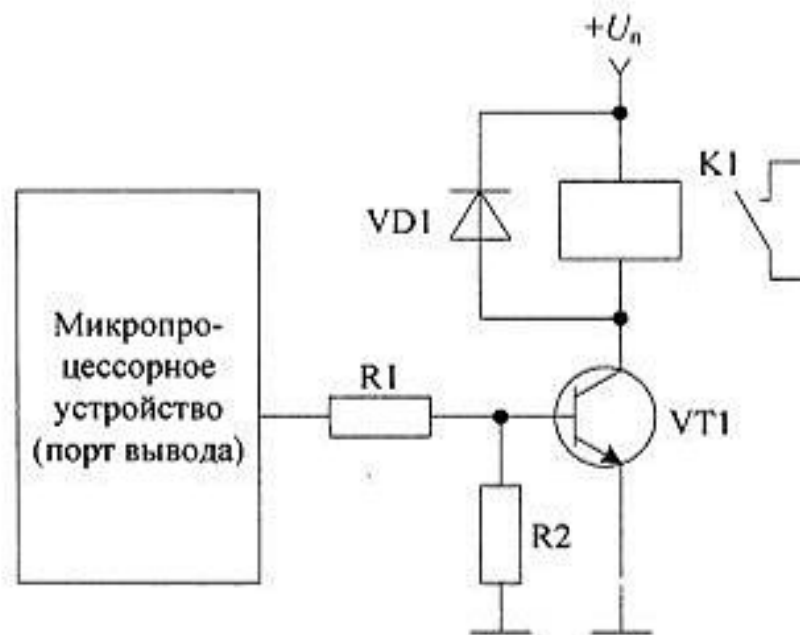 +Uп
K1
VD1
Микропро-
цессорное
устройство
(порт вывода)
R1
VT1
R2